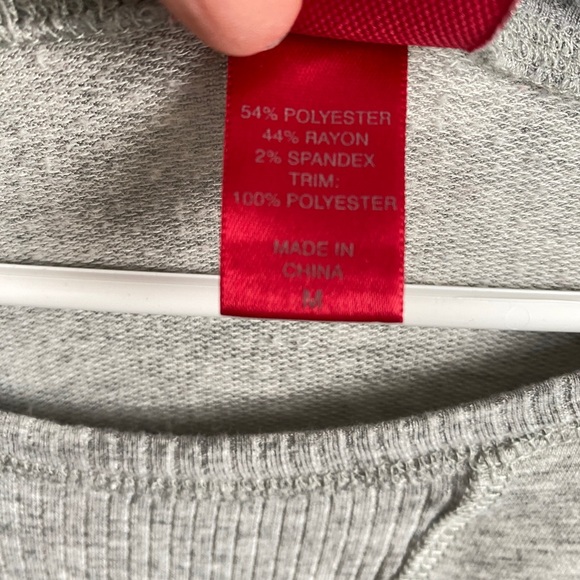 54% POLYESTER
44% RAYON
2% SPANDEX
TRIM:
100% POLYESTER
MADE IN
CHINA
M